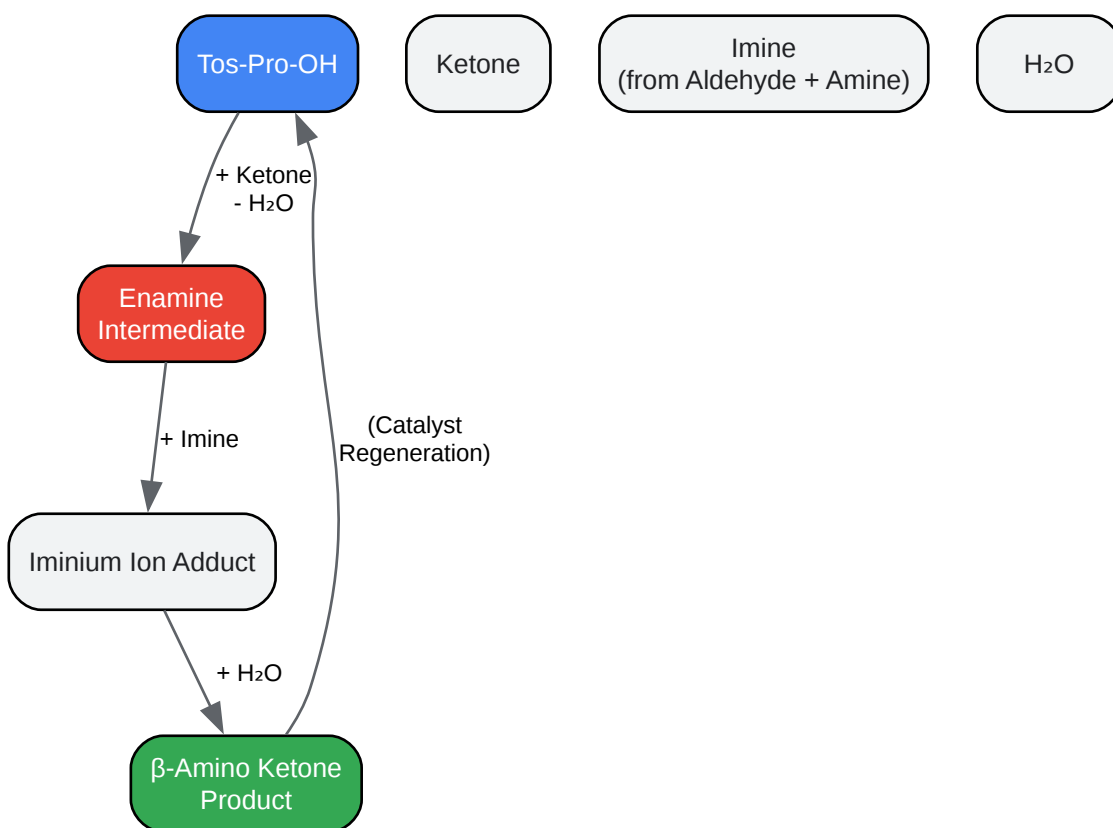 Tos-Pro-OH
Ketone
Imine
(from Aldehyde + Amine)
H₂O
+ Ketone
- H₂O
Enamine
Intermediate
+ Imine
(Catalyst
Regeneration)
Iminium Ion Adduct
+ H₂O
β-Amino Ketone
Product